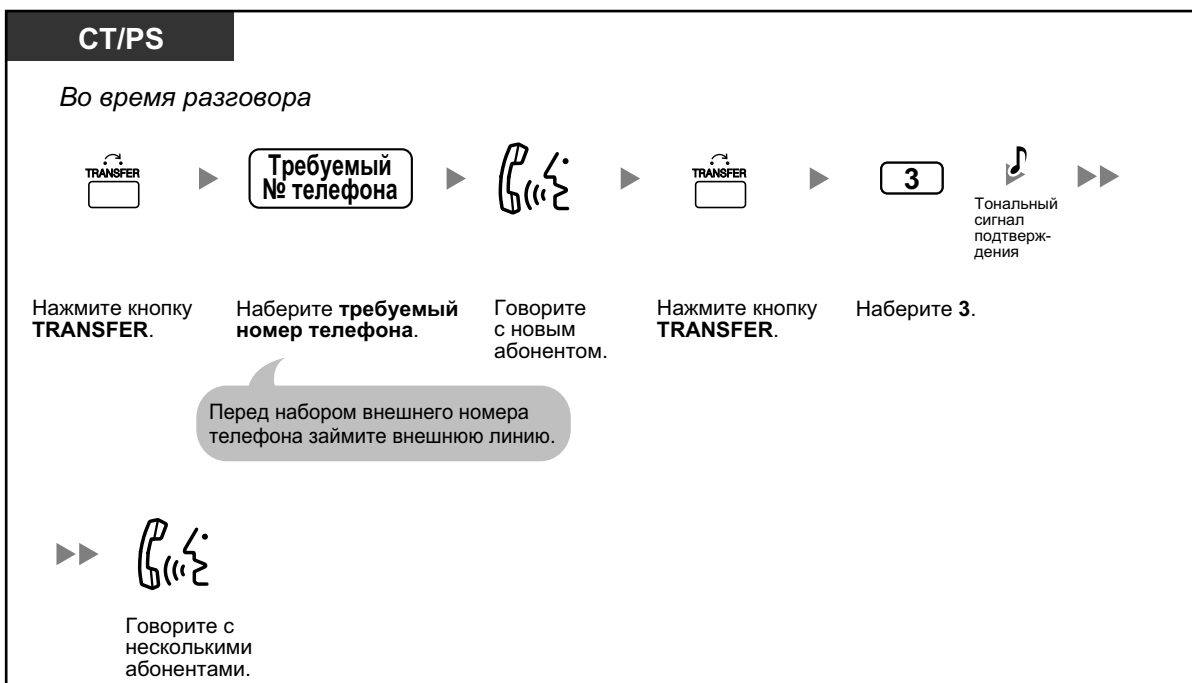 CT/PS
Во время разговора
TRANSFER
Требуемый
№ телефона
TRANSFER
3
Тональный
сигнал
подтверж-
дения
Нажмите кнопку
TRANSFER.
Наберите требуемый
номер телефона.
Говорите
с новым
абонентом.
Нажмите кнопку
TRANSFER.
Наберите 3.
Перед набором внешнего номера
телефона займите внешнюю линию.
Говорите с
несколькими
абонентами.